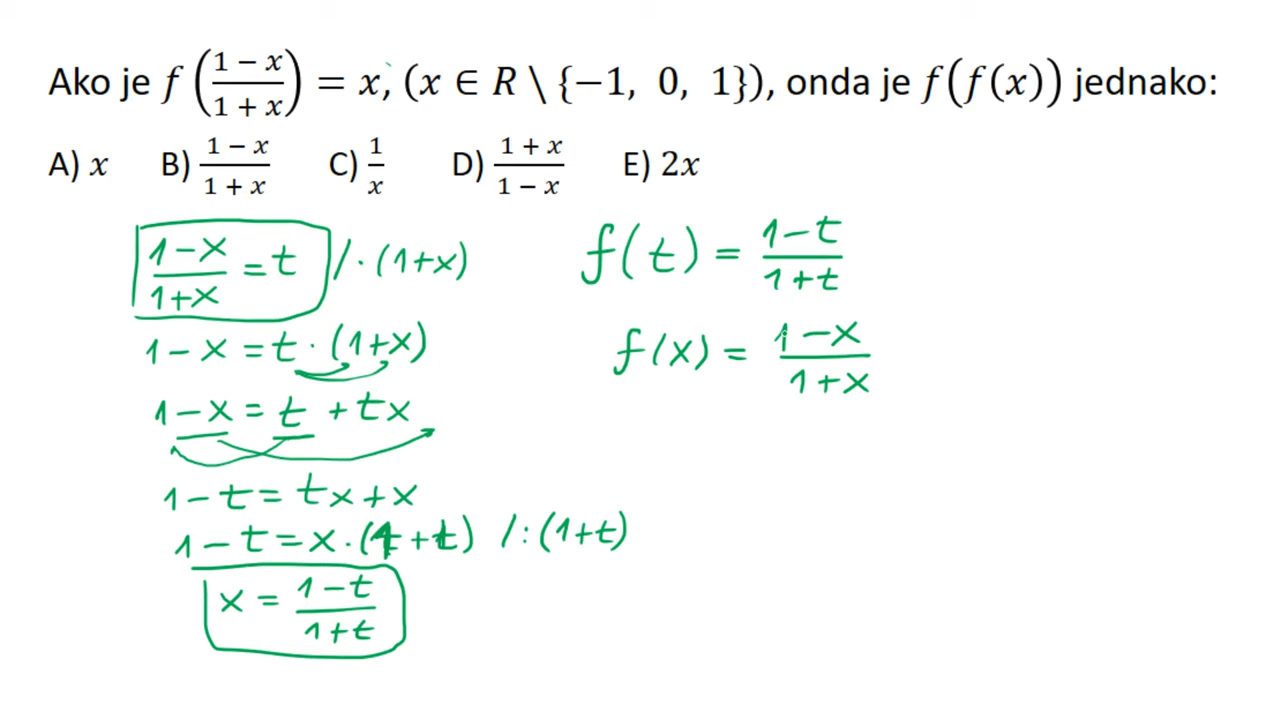 Ako je f((1 − x)/(1 + x)) = x, (x ∈ R \ {−1, 0, 1}), onda je f(f(x)) jednako:
A) x B) (1 − x)/(1 + x) C) 1/x D) (1 + x)/(1 − x) E) 2x
(1−x)/(1+x) = t /·(1+x)
1−x = t·(1+x)
1−x = t + tx
1−t = tx+x
1−t = x·(1+t) /:(1+t)
x = (1−t)/(1+t)
f(t) = (1−t)/(1+t)
f(x) = (1−x)/(1+x)